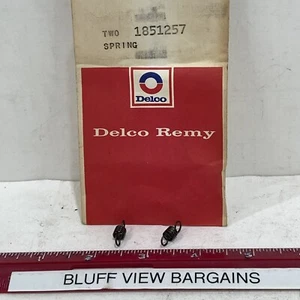 TWO 1851257
SPRING
Delco
Delco Remy
BLUFF VIEW BARGAINS